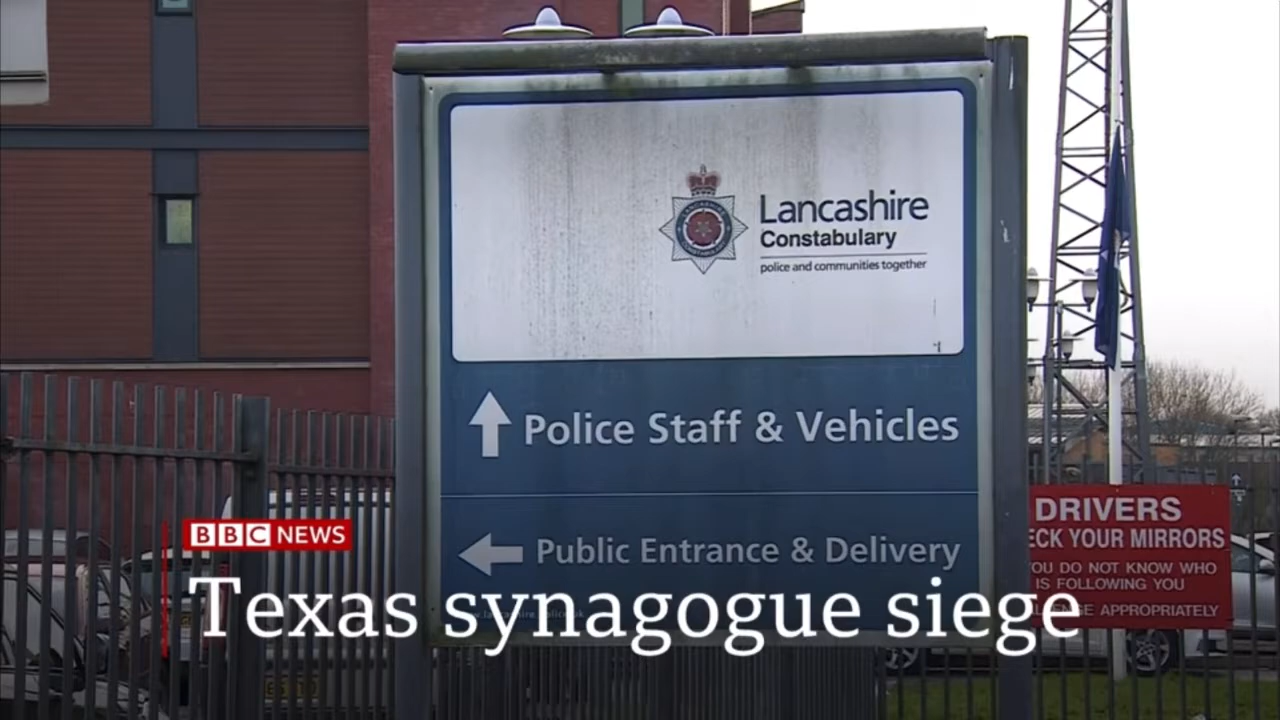 Lancashire
Constabulary
police and communities together
Police Staff & Vehicles
Public Entrance & Delivery
DRIVERS
ECK YOUR MIRRORS
YOU DO NOT KNOW WHO
IS FOLLOWING YOU
APPROPRIATELY
BBC NEWS
Texas synagogue siege